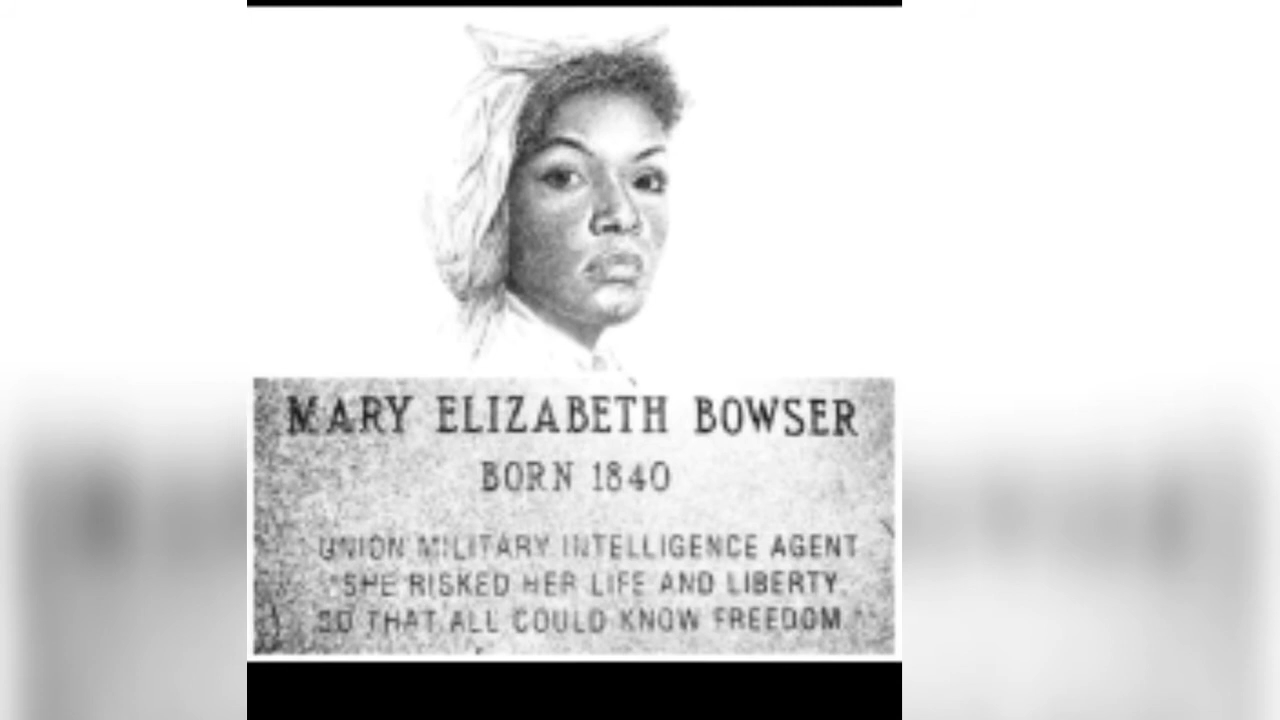 MARY ELIZABETH BOWSER
BORN 1840
UNION MILITARY INTELLIGENCE AGENT
"SHE RISKED HER LIFE AND LIBERTY,
SO THAT ALL COULD KNOW FREEDOM."